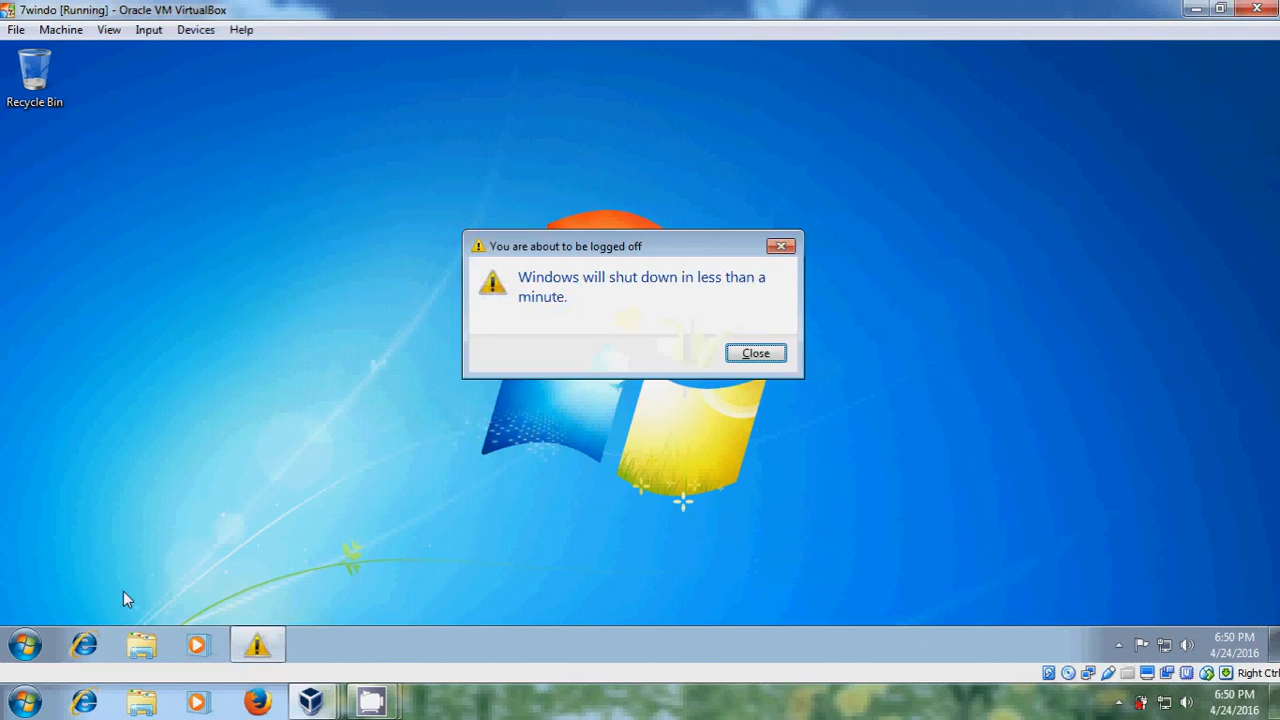 7windo [Running] - Oracle VM VirtualBox
File Machine View Input Devices Help
Recycle Bin
You are about to be logged off
Windows will shut down in less than a
minute.
Close
6:50 PM
4/24/2016
Right Ctrl
6:50 PM
4/24/2016